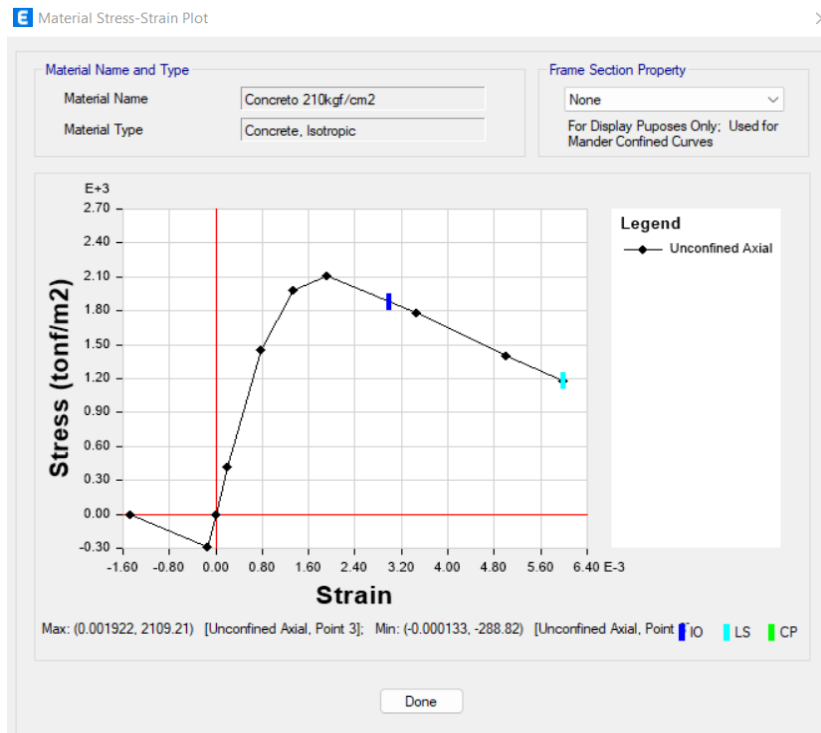 E Material Stress-Strain Plot
Material Name and Type
Material Name Concreto 210kgf/cm2
Material Type Concrete, Isotropic
Frame Section Property
None
For Display Puposes Only; Used for
Mander Confined Curves
E+3
2.70
2.40
2.10
1.80
1.50
1.20
0.90
0.60
0.30
0.00
-0.30
Stress (tonf/m2)
-1.60 -0.80 0.00 0.80 1.60 2.40 3.20 4.00 4.80 5.60 6.40 E-3
Strain
Legend
Unconfined Axial
Max: (0.001922, 2109.21) [Unconfined Axial, Point 3]; Min: (-0.000133, -288.82) [Unconfined Axial, Point
IO LS CP
Done